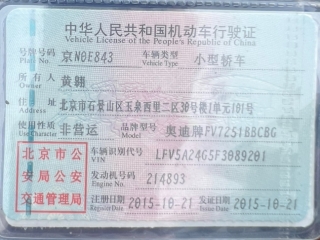 中华人民共和国机动车行驶证
Vehicle License of the People's Republic of China
号牌号码 京N0E843 车辆类型 小型轿车
Plate No. Vehicle Type
所有人 黄翱
Owner
住址 北京市石景山区玉泉西里二区30号楼1单元101号
Address
使用性质 非营运 品牌型号 奥迪牌FV7251BBCBG
Use Character Model
北京市公安局公安交通管理局
车辆识别代号 LFV5A24G5F3089201
VIN
发动机号码 214893
Engine No.
注册日期 2015-10-21 发证日期 2015-10-21
Register Date Issue Date